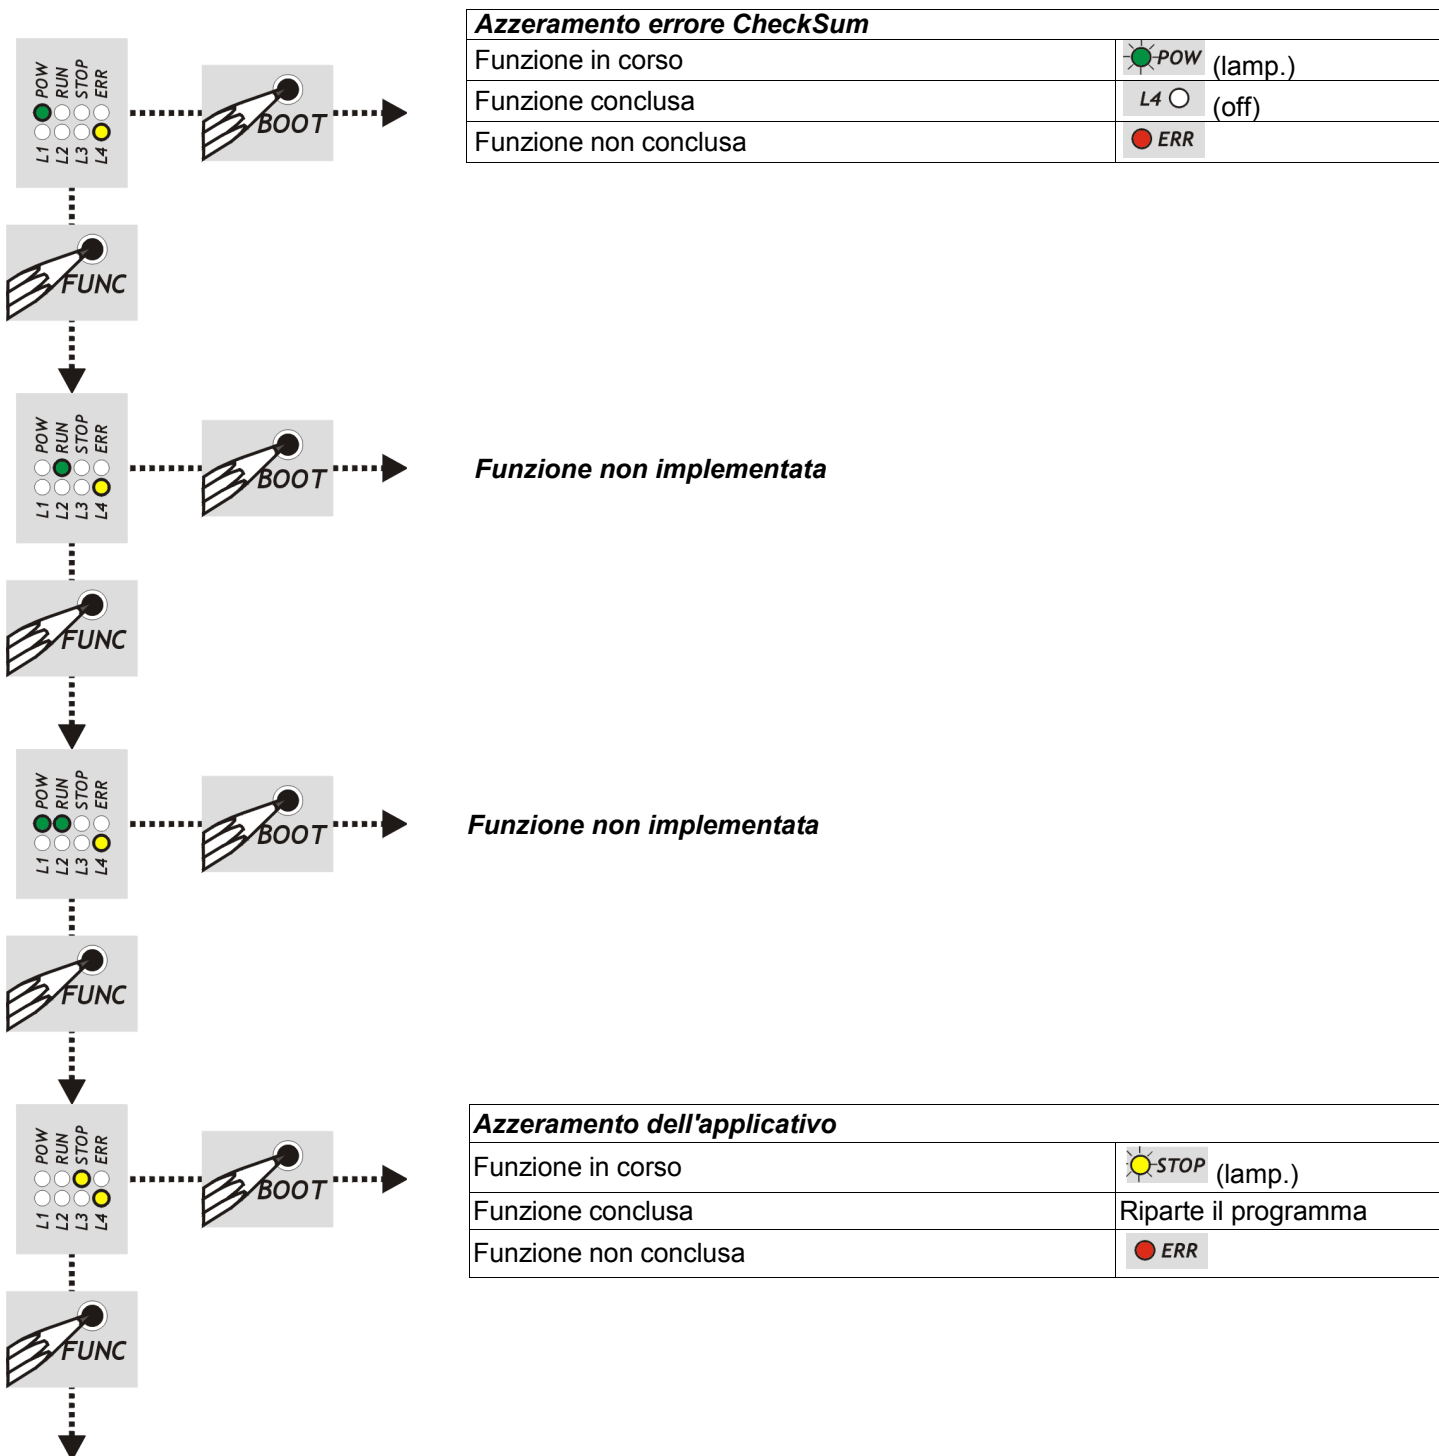 Azzeramento errore CheckSum
Funzione in corso POW (lamp.)
Funzione conclusa L4 (off)
Funzione non conclusa ERR
POW RUN STOP ERR
L1 L2 L3 L4
BOOT
FUNC
POW RUN STOP ERR
L1 L2 L3 L4
BOOT
Funzione non implementata
FUNC
POW RUN STOP ERR
L1 L2 L3 L4
BOOT
Funzione non implementata
FUNC
POW RUN STOP ERR
L1 L2 L3 L4
BOOT
Azzeramento dell'applicativo
Funzione in corso STOP (lamp.)
Funzione conclusa Riparte il programma
Funzione non conclusa ERR
FUNC